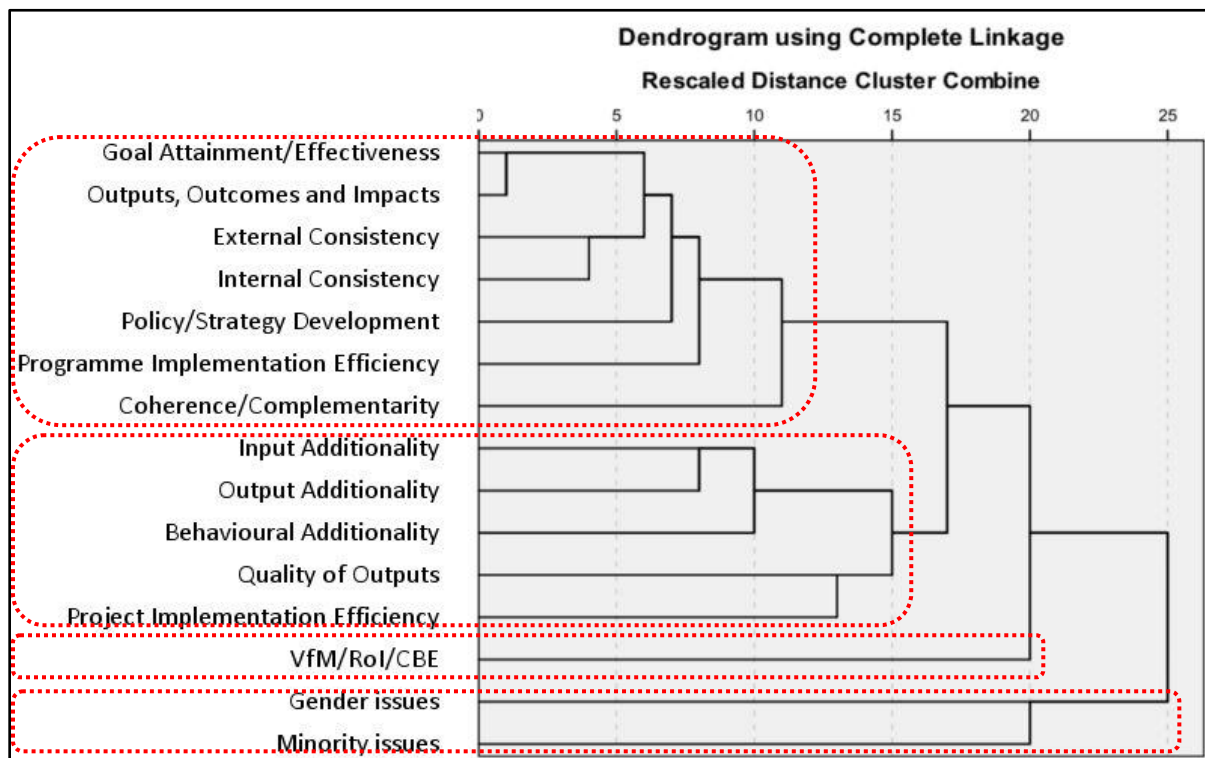 Dendrogram using Complete Linkage
Rescaled Distance Cluster Combine
0 5 10 15 20 25
Goal Attainment/Effectiveness
Outputs, Outcomes and Impacts
External Consistency
Internal Consistency
Policy/Strategy Development
Programme Implementation Efficiency
Coherence/Complementarity
Input Additionality
Output Additionality
Behavioural Additionality
Quality of Outputs
Project Implementation Efficiency
VfM/RoI/CBE
Gender issues
Minority issues